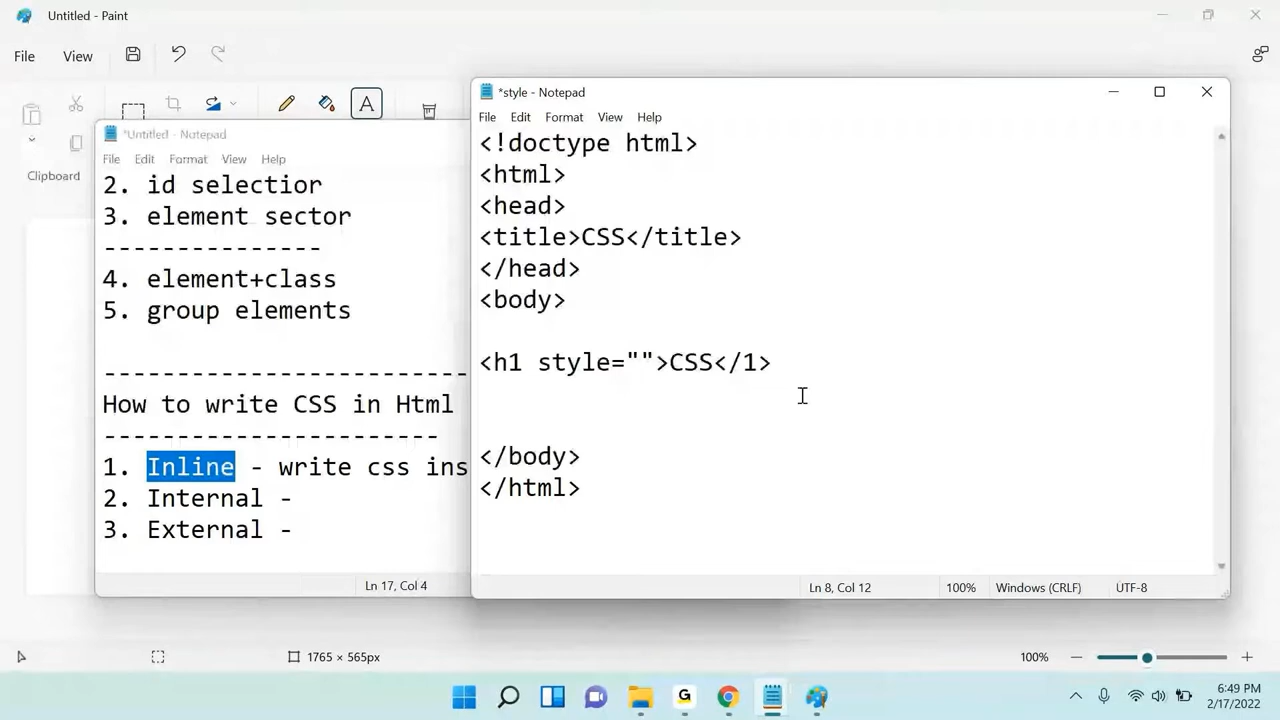 Untitled - Paint
File View
Clipboard
*Untitled - Notepad
File Edit Format View Help
2. id selectior
3. element sector
---------------
4. element+class
5. group elements
-------------------------
How to write CSS in Html
-----------------------
1. Inline - write css ins
2. Internal -
3. External -
Ln 17, Col 4
*style - Notepad
File Edit Format View Help
<!doctype html>
<html>
<head>
<title>CSS</title>
</head>
<body>
<h1 style="">CSS</1>
</body>
</html>
Ln 8, Col 12 100% Windows (CRLF) UTF-8
1765 × 565px 100%
G
6:49 PM
2/17/2022